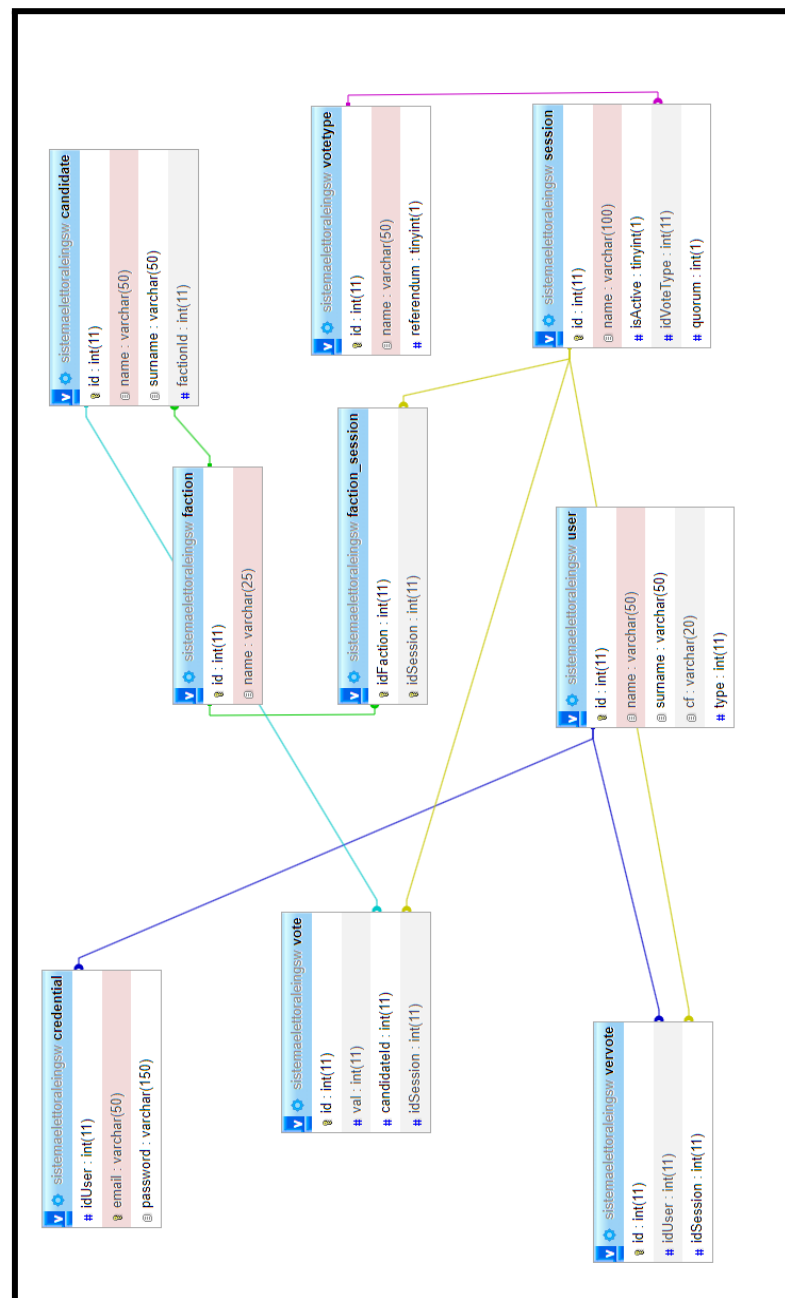 v sistemaelettoraleingsw credential
# idUser : int(11)
email : varchar(50)
password : varchar(150)
v sistemaelettoraleingsw candidate
id : int(11)
name : varchar(50)
surname : varchar(50)
# factionId : int(11)
v sistemaelettoraleingsw faction
id : int(11)
name : varchar(25)
v sistemaelettoraleingsw vote
id : int(11)
# val : int(11)
# candidateId : int(11)
# idSession : int(11)
v sistemaelettoraleingsw faction_session
idFaction : int(11)
idSession : int(11)
v sistemaelettoraleingsw votetype
id : int(11)
name : varchar(50)
# referendum : tinyint(1)
v sistemaelettoraleingsw vervote
id : int(11)
# idUser : int(11)
# idSession : int(11)
v sistemaelettoraleingsw user
id : int(11)
name : varchar(50)
surname : varchar(50)
cf : varchar(20)
# type : int(11)
v sistemaelettoraleingsw session
id : int(11)
name : varchar(100)
# isActive : tinyint(1)
# idVoteType : int(11)
# quorum : int(1)